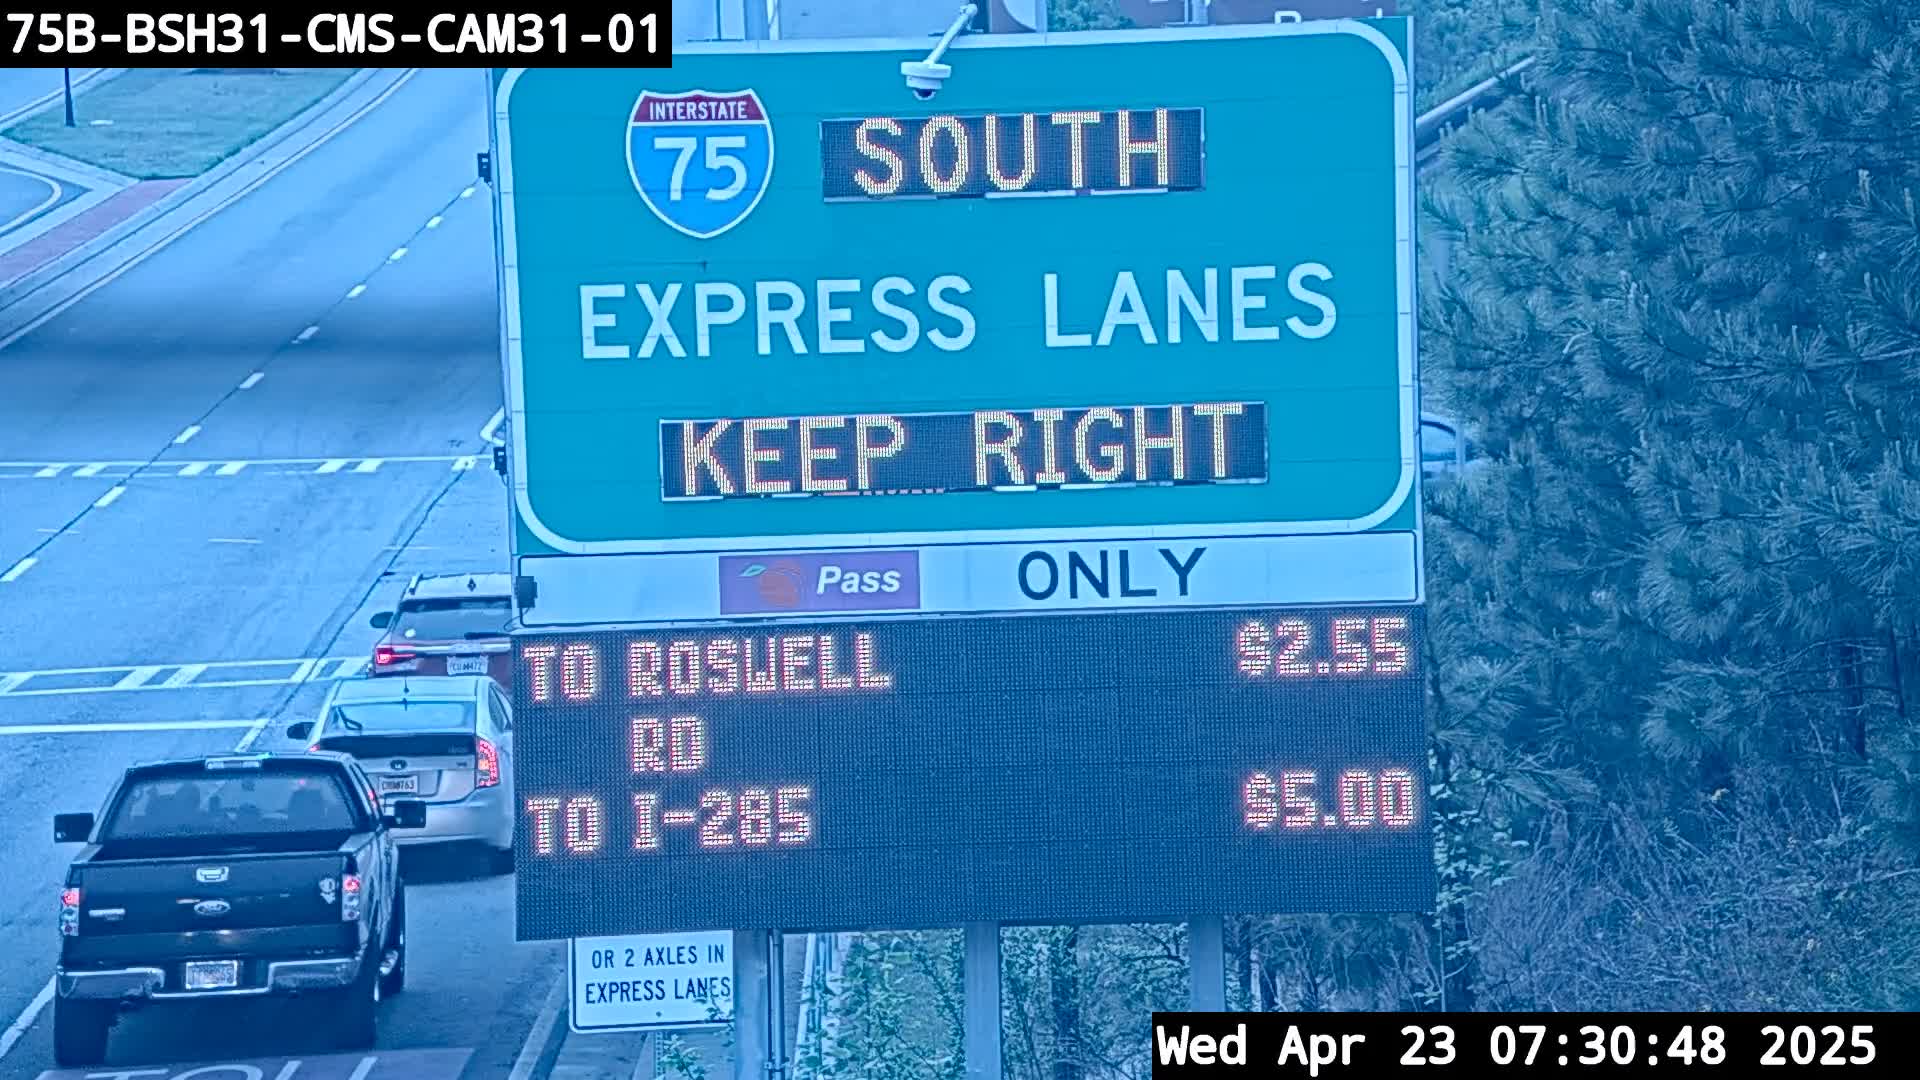 75B-BSH31-CMS-CAM31-01
INTERSTATE
75
SOUTH
EXPRESS LANES
KEEP RIGHT
Pass ONLY
TO ROSWELL $2.55
RD
TO I-285 $5.00
OR 2 AXLES IN
EXPRESS LANES
TOLL
Wed Apr 23 07:30:48 2025